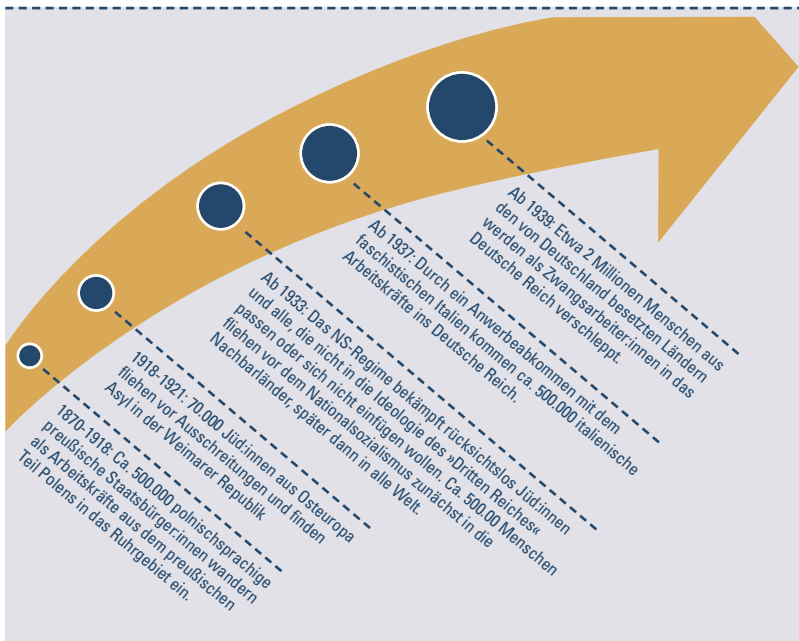 1870-1918: Ca. 500.000 polnischsprachige
preußische Staatsbürger:innen wandern
als Arbeitskräfte aus dem preußischen
Teil Polens in das Ruhrgebiet ein.
1918-1921: 70.000 Jüd:innen aus Osteuropa
fliehen vor Ausschreitungen und finden
Asyl in der Weimarer Republik
Ab 1933: Das NS-Regime bekämpft rücksichtslos Jüd:innen
und alle, die nicht in die Ideologie des »Dritten Reiches«
passen oder sich nicht einfügen wollen. Ca. 500.00 Menschen
fliehen vor dem Nationalsozialismus zunächst in die
Nachbarländer, später dann in alle Welt.
Ab 1937: Durch ein Anwerbeabkommen mit dem
faschistischen Italien kommen ca. 500.000 italienische
Arbeitskräfte ins Deutsche Reich.
Ab 1939: Etwa 2 Millionen Menschen aus
den von Deutschland besetzten Ländern
werden als Zwangsarbeiter:innen in das
Deutsche Reich verschleppt.